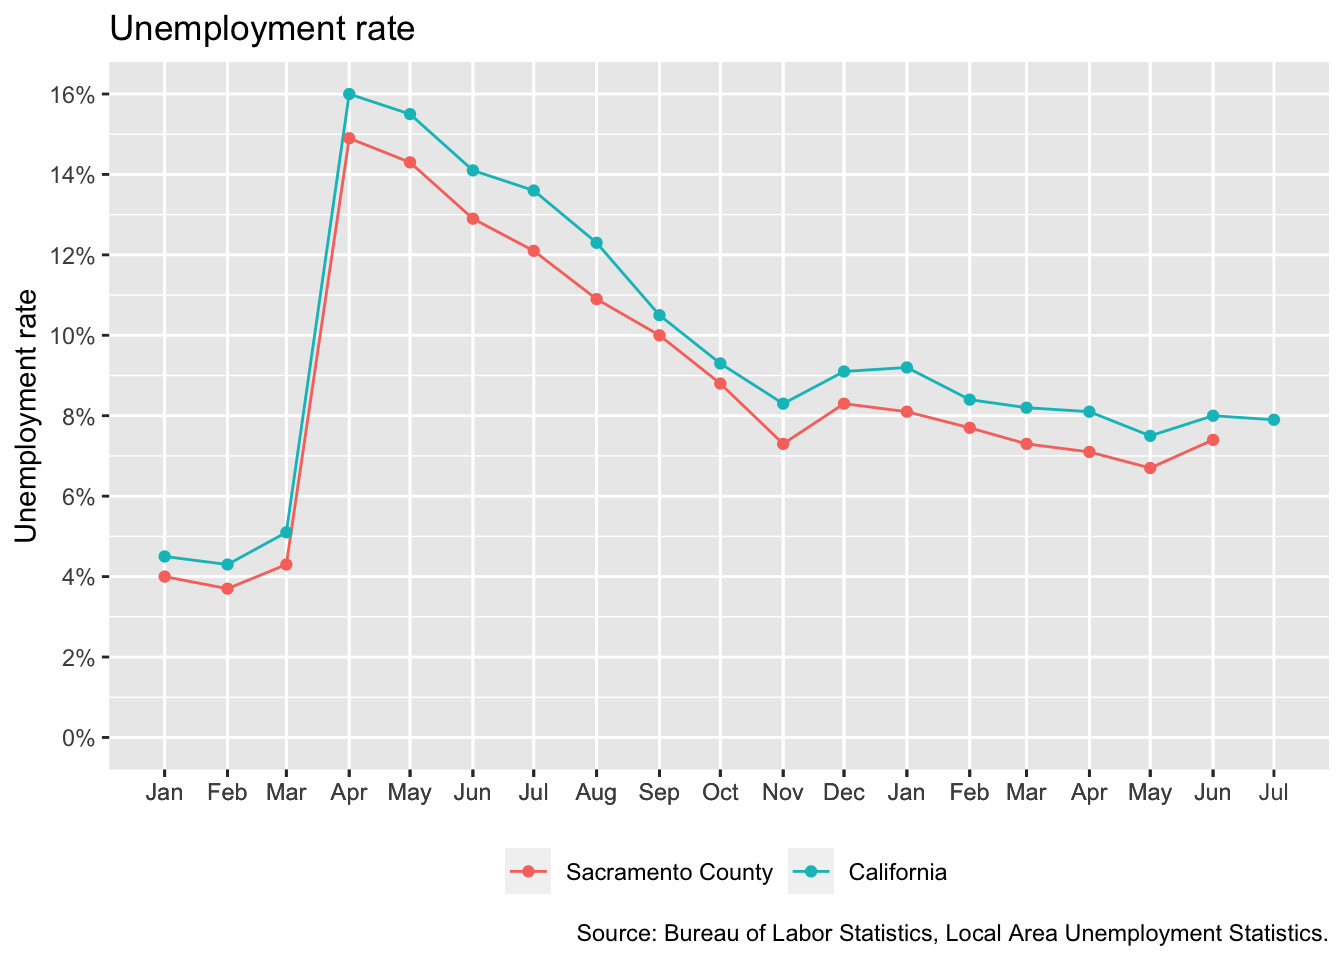 Unemployment rate
Unemployment rate
16%
14%
12%
10%
8%
6%
4%
2%
0%
Jan Feb Mar Apr May Jun Jul Aug Sep Oct Nov Dec Jan Feb Mar Apr May Jun Jul
Sacramento County California
Source: Bureau of Labor Statistics, Local Area Unemployment Statistics.